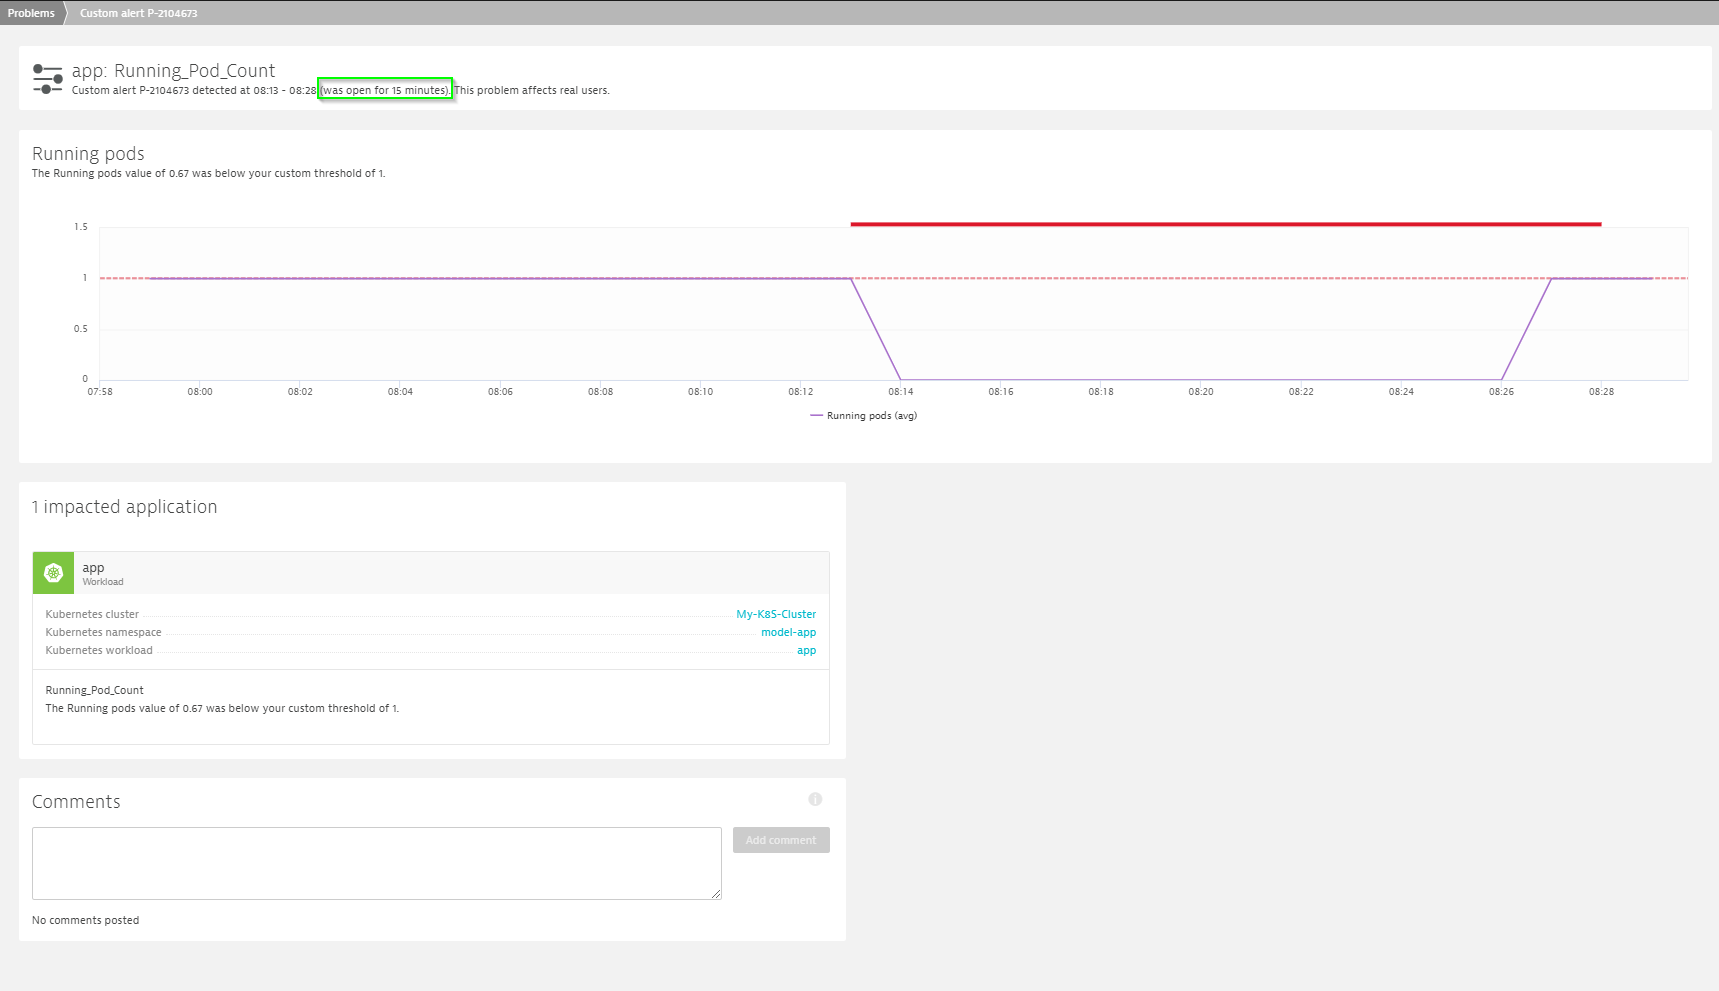 Problems
Custom alert P-2104673
app: Running_Pod_Count
Custom alert P-2104673 detected at 08:13 - 08:28 (was open for 15 minutes). This problem affects real users.
Running pods
The Running pods value of 0.67 was below your custom threshold of 1.
1.5
1
0.5
0
07:58 08:00 08:02 08:04 08:06 08:08 08:10 08:12 08:14 08:16 08:18 08:20 08:22 08:24 08:26 08:28
Running pods (avg)
1 impacted application
app
Workload
Kubernetes cluster My-K8S-Cluster
Kubernetes namespace model-app
Kubernetes workload app
Running_Pod_Count
The Running pods value of 0.67 was below your custom threshold of 1.
Comments
i
Add comment
No comments posted